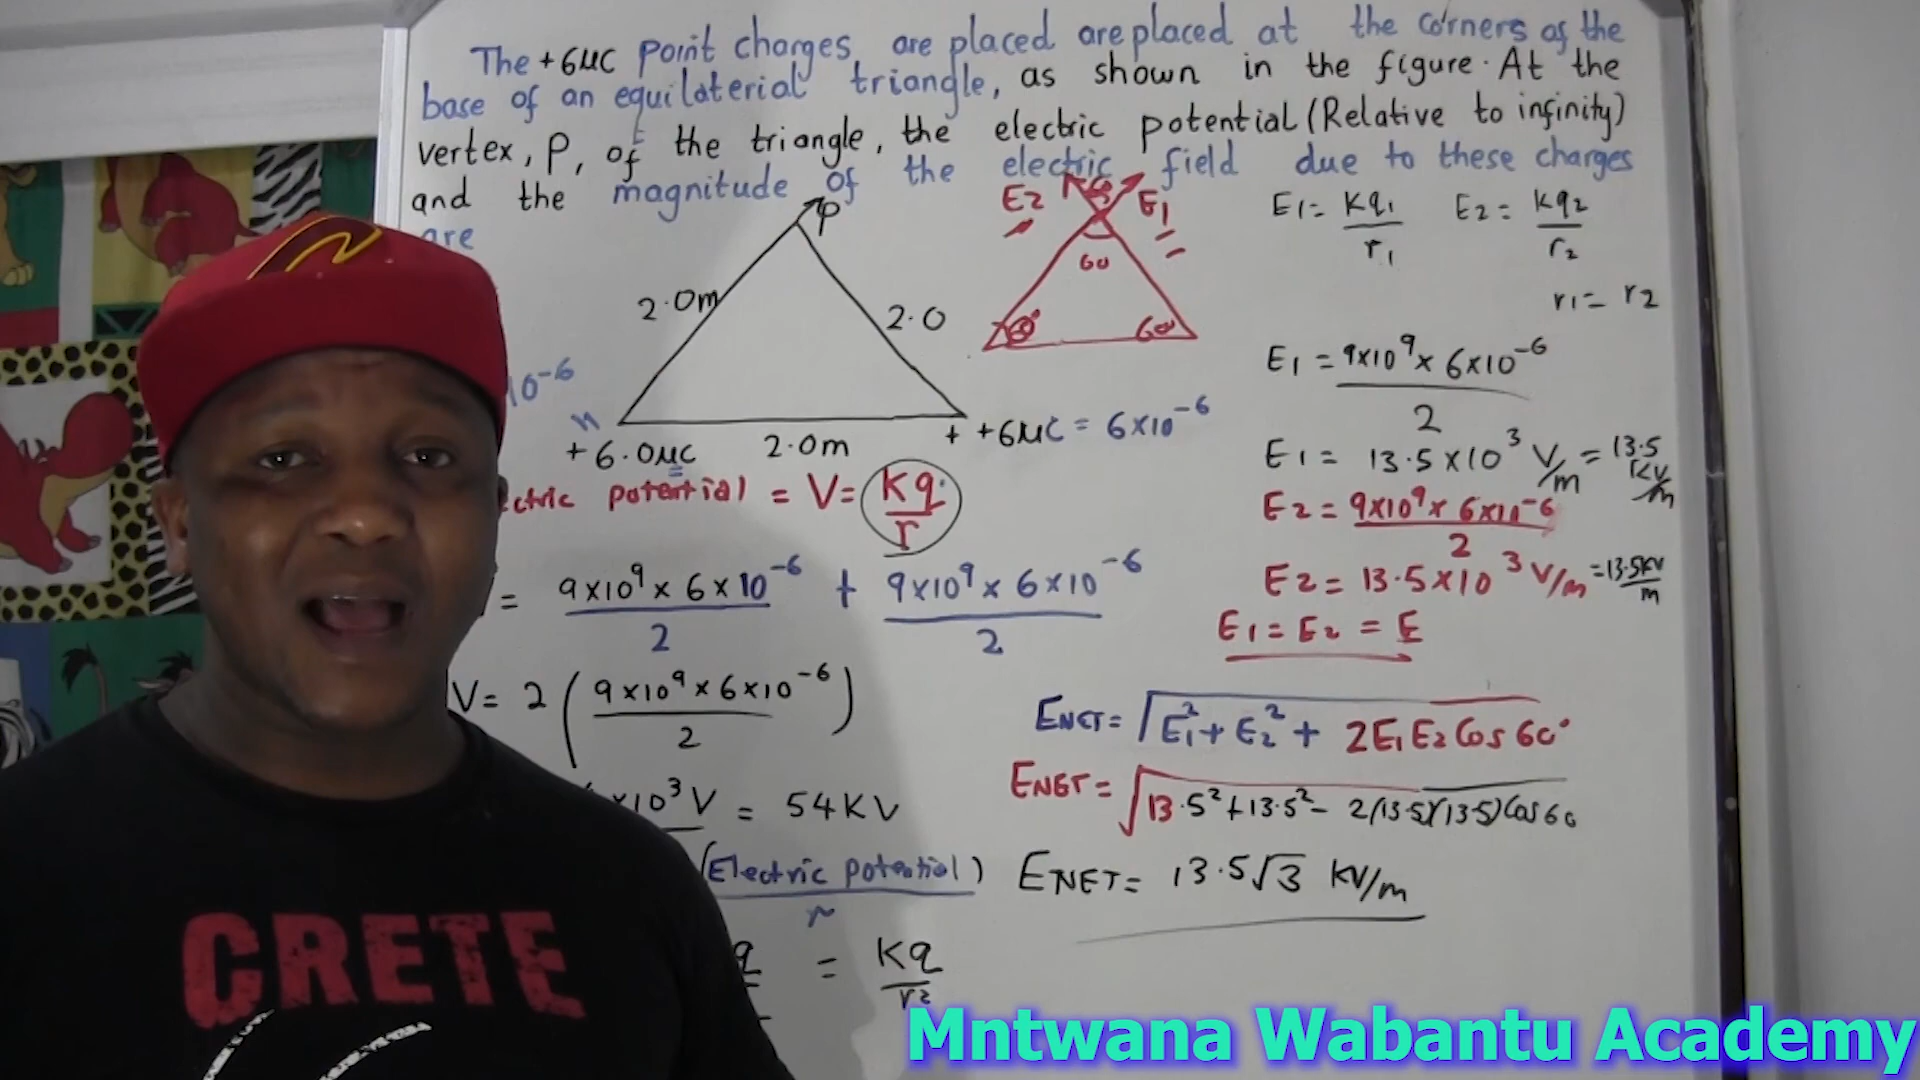 The +6μC point charges are placed are placed at the corners of the
base of an equilaterial triangle, as shown in the figure. At the
vertex, P, of the triangle, the electric potential (Relative to infinity)
and the magnitude of the electric field due to these charges
are
P
2.0m
2.0
+6.0μC
2.0m
+ +6μC = 6×10⁻⁶
10⁻⁶
E2
60
E1
60
60
E1 = Kq1/r1
E2 = Kq2/r2
r1 = r2
E1 = 9×10⁹ × 6×10⁻⁶ / 2
E1 = 13.5×10³ V/m = 13.5 KV/m
E2 = 9×10⁹ × 6×10⁻⁶ / 2
E2 = 13.5×10³ V/m = 13.5KV/m
E1 = E2 = E
ctric potential = V = Kq/r
= 9×10⁹ × 6×10⁻⁶ / 2 + 9×10⁹ × 6×10⁻⁶ / 2
V = 2 (9×10⁹ × 6×10⁻⁶ / 2)
×10³ V = 54KV
(Electric potential)
r
q = Kq/r²
ENET = √E1² + E2² + 2E1E2 Cos 60°
ENET = √13.5² + 13.5² - 2(13.5)(13.5) Cos 60
ENET = 13.5√3 KV/m
CRETE
Mntwana Wabantu Academy